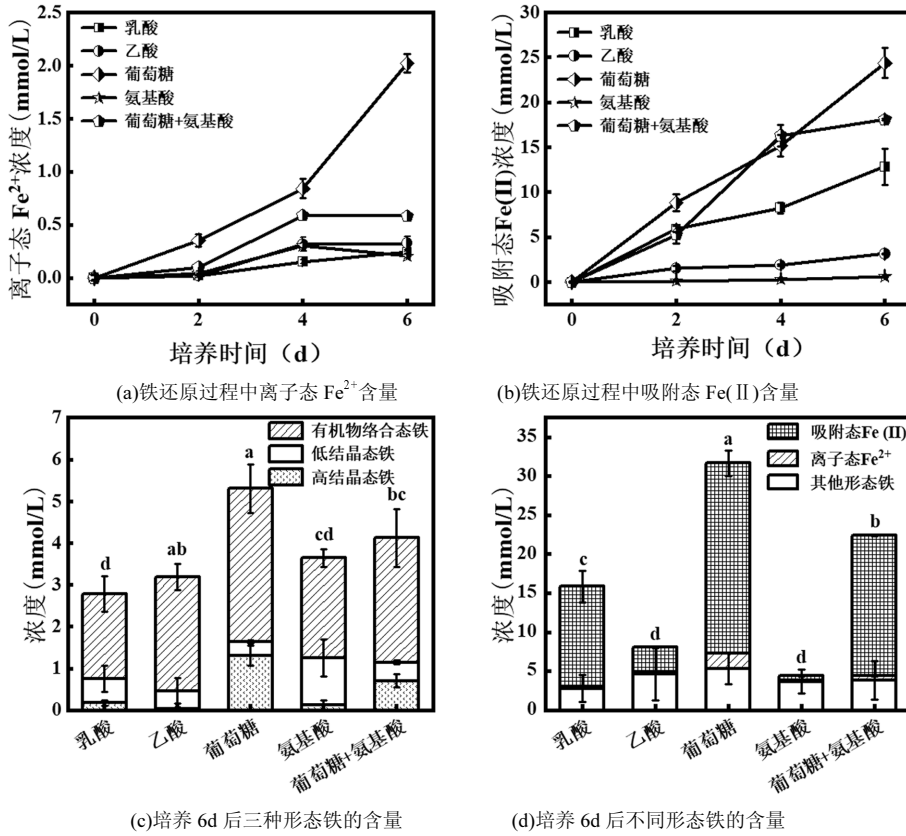 离子态 Fe²⁺浓度(mmol/L)
2.5
2.0
1.5
1.0
0.5
0.0
乳酸
乙酸
葡萄糖
氨基酸
葡萄糖+氨基酸
0 2 4 6
培养时间（d）
(a)铁还原过程中离子态 Fe²⁺含量
吸附态Fe(II)浓度(mmol/L)
30
25
20
15
10
5
0
乳酸
乙酸
葡萄糖
氨基酸
葡萄糖+氨基酸
0 2 4 6
培养时间（d）
(b)铁还原过程中吸附态 Fe(Ⅱ)含量
浓度(mmol/L)
7
6
5
4
3
2
1
0
有机物络合态铁
低结晶态铁
高结晶态铁
d ab a cd bc
乳酸 乙酸 葡萄糖 氨基酸 葡萄糖+氨基酸
(c)培养 6d 后三种形态铁的含量
浓度(mmol/L)
35
30
25
20
15
10
5
0
吸附态Fe (II)
离子态Fe²⁺
其他形态铁
c d a d b
乳酸 乙酸 葡萄糖 氨基酸 葡萄糖+氨基酸
(d)培养 6d 后不同形态铁的含量